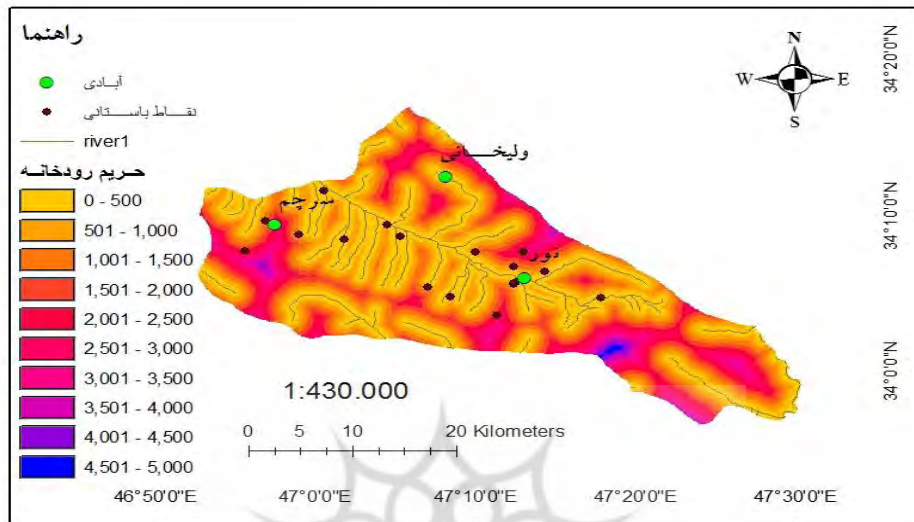 راهنما
آبادی
نقاط باستانی
river1
حریم رودخانه
0 - 500
501 - 1,000
1,001 - 1,500
1,501 - 2,000
2,001 - 2,500
2,501 - 3,000
3,001 - 3,500
3,501 - 4,000
4,001 - 4,500
4,501 - 5,000
N
W E
S
ولیخانی
سرچم
توره
1:430.000
0 5 10 20 Kilometers
46°50'0"E 47°0'0"E 47°10'0"E 47°20'0"E 47°30'0"E
34°20'0"N
34°10'0"N
34°0'0"N